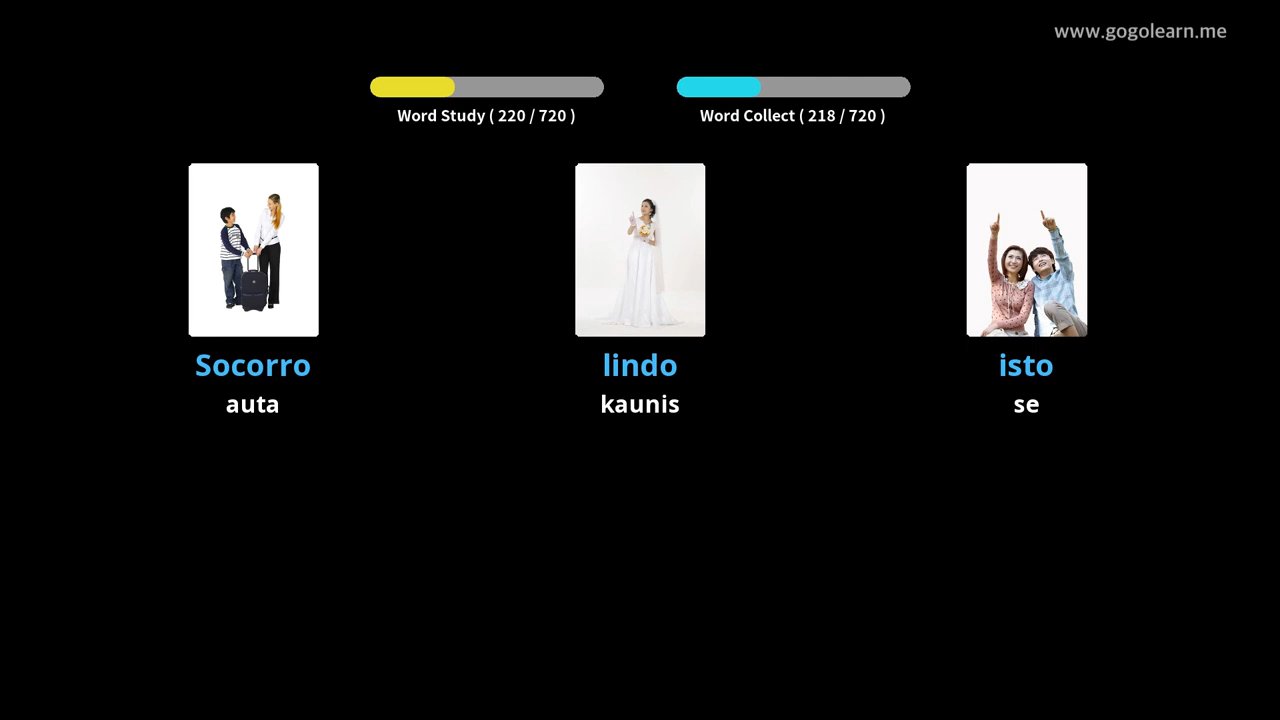 www.gogolearn.me
Word Study ( 220 / 720 )
Word Collect ( 218 / 720 )
Socorro
auta
lindo
kaunis
isto
se